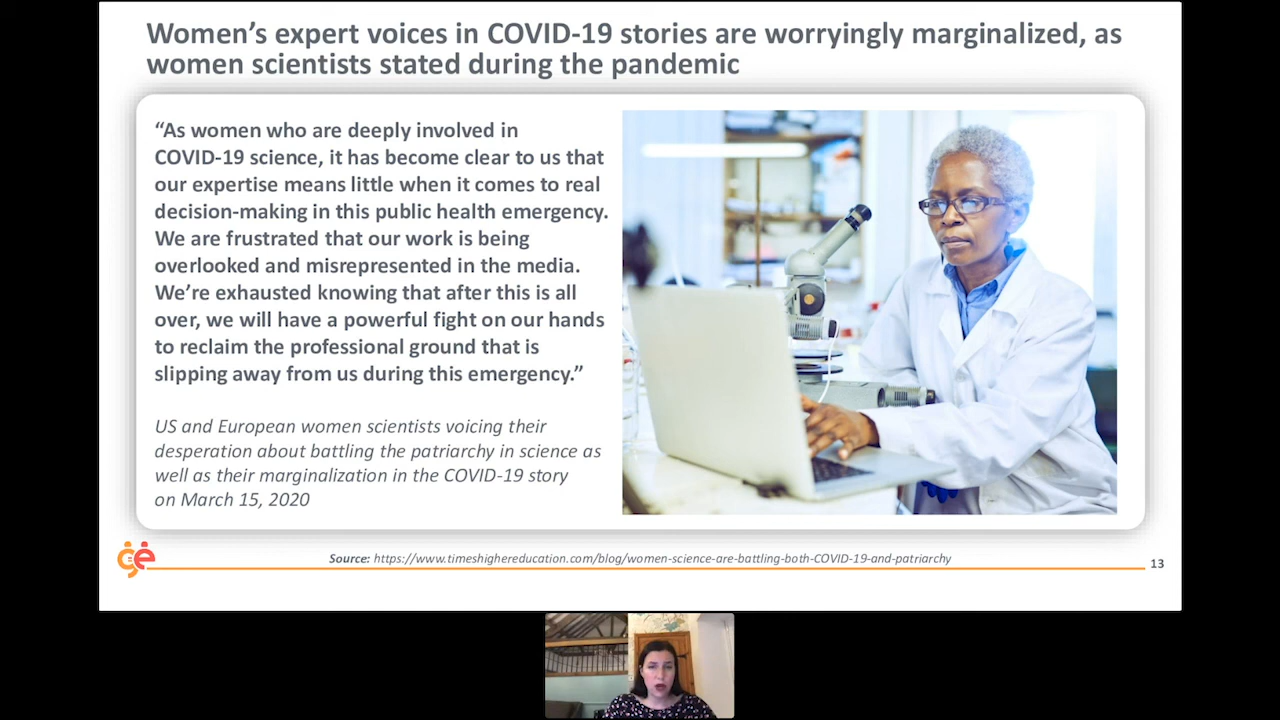 Women’s expert voices in COVID-19 stories are worryingly marginalized, as
women scientists stated during the pandemic
“As women who are deeply involved in
COVID-19 science, it has become clear to us that
our expertise means little when it comes to real
decision-making in this public health emergency.
We are frustrated that our work is being
overlooked and misrepresented in the media.
We’re exhausted knowing that after this is all
over, we will have a powerful fight on our hands
to reclaim the professional ground that is
slipping away from us during this emergency.”
US and European women scientists voicing their
desperation about battling the patriarchy in science as
well as their marginalization in the COVID-19 story
on March 15, 2020
ge
Source: https://www.timeshighereducation.com/blog/women-science-are-battling-both-COVID-19-and-patriarchy
13